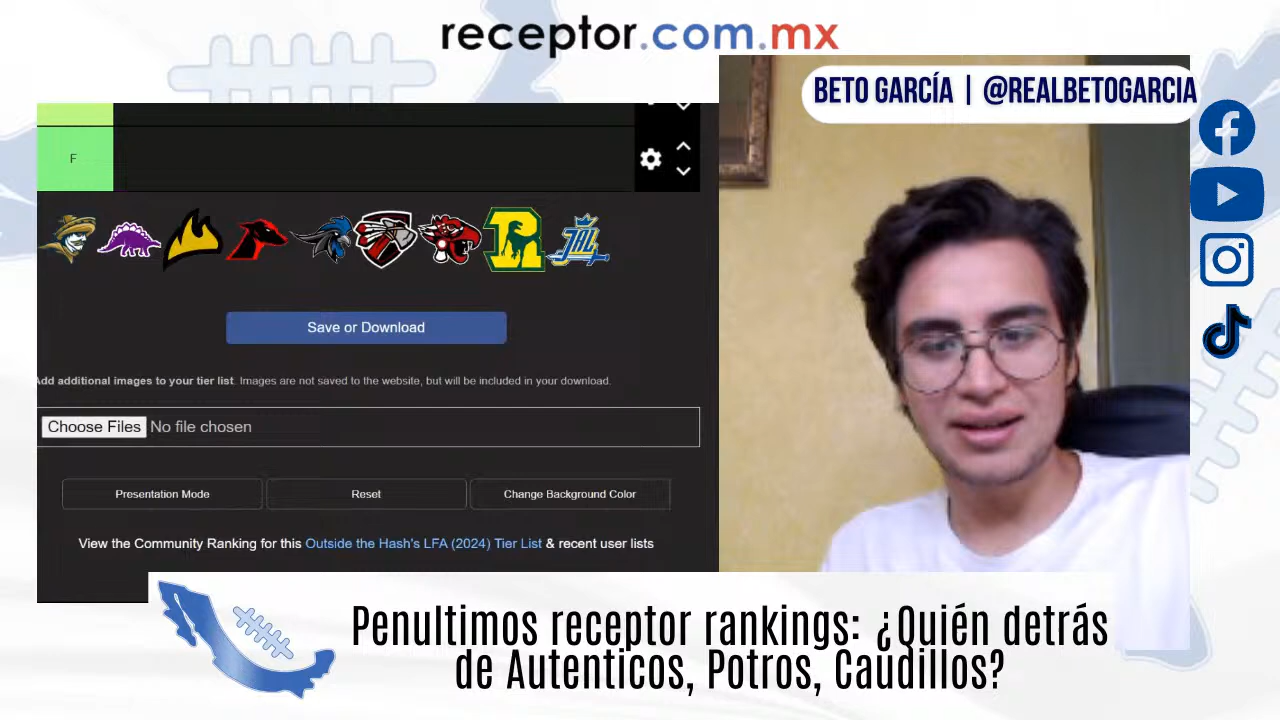 receptor.com.mx
BETO GARCÍA | @REALBETOGARCIA
F
R
JAL
Save or Download
Add additional images to your tier list. Images are not saved to the website, but will be included in your download.
Choose Files No file chosen
Presentation Mode
Reset
Change Background Color
View the Community Ranking for this Outside the Hash's LFA (2024) Tier List & recent user lists
Penultimos receptor rankings: ¿Quién detrás
de Autenticos, Potros, Caudillos?